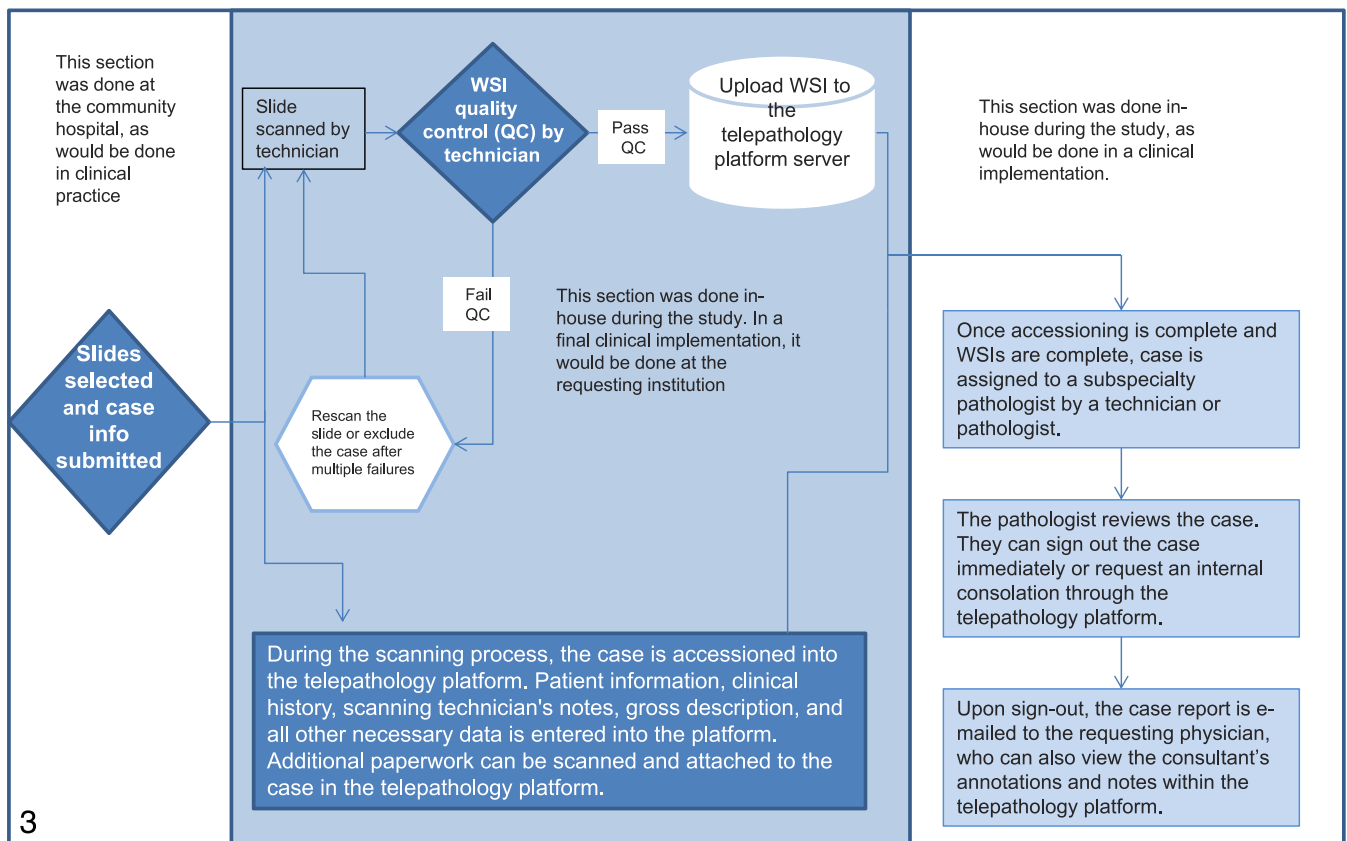 This section
was done at
the community
hospital, as
would be done
in clinical
practice
Slides
selected
and case
info
submitted
Slide
scanned by
technician
WSI
quality
control (QC) by
technician
Pass
QC
Upload WSI to
the
telepathology
platform server
Fail
QC
This section was done in-
house during the study. In a
final clinical implementation, it
would be done at the
requesting institution
Rescan the
slide or exclude
the case after
multiple failures
During the scanning process, the case is accessioned into
the telepathology platform. Patient information, clinical
history, scanning technician's notes, gross description, and
all other necessary data is entered into the platform.
Additional paperwork can be scanned and attached to the
case in the telepathology platform.
This section was done in-
house during the study, as
would be done in a clinical
implementation.
Once accessioning is complete and
WSIs are complete, case is
assigned to a subspecialty
pathologist by a technician or
pathologist.
The pathologist reviews the case.
They can sign out the case
immediately or request an internal
consolation through the
telepathology platform.
Upon sign-out, the case report is e-
mailed to the requesting physician,
who can also view the consultant’s
annotations and notes within the
telepathology platform.
3